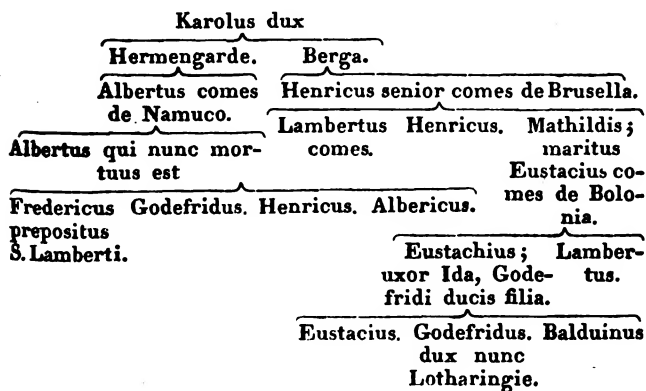 Karolus dux
Hermengarde. Berga.
Albertus comes Henricus senior comes de Brusella.
de Namuco. Lambertus Henricus. Mathildis;
Albertus qui nunc mor- comes. maritus
tuus est Eustacius co-
Fredericus Godefridus. Henricus. Albericus. mes de Bolo-
prepositus nia.
S. Lamberti. Eustachius; Lamber-
uxor Ida, Gode- tus.
fridi ducis filia.
Eustacius. Godefridus. Balduinus
dux nunc
Lotharingie.